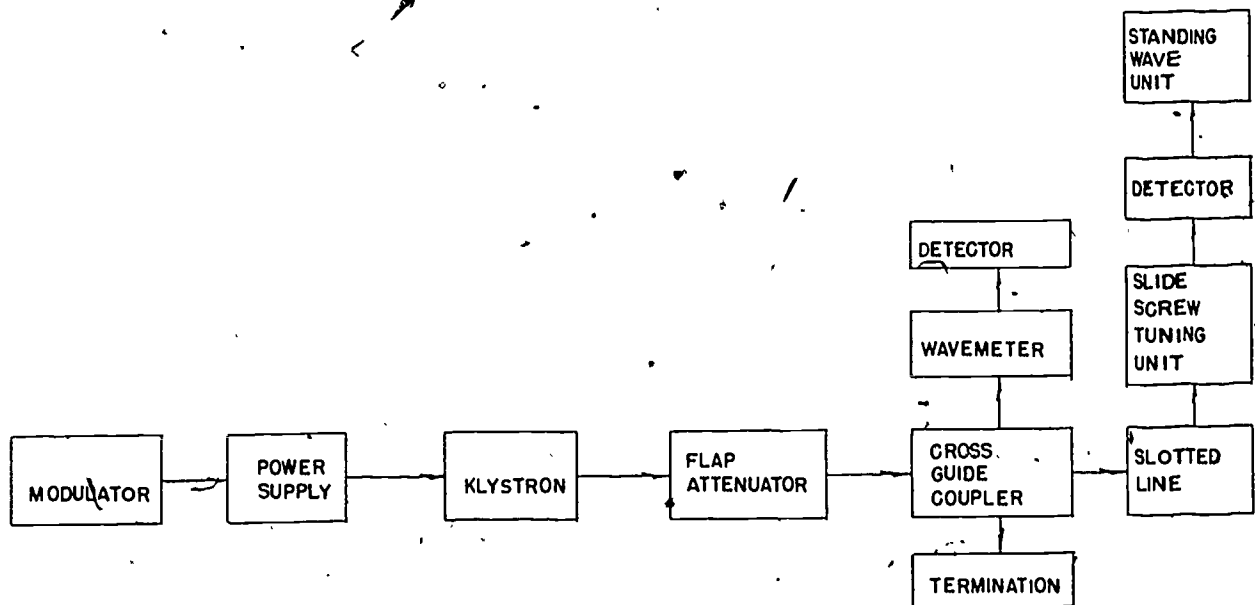 STANDING
WAVE
UNIT
DETECTOR
SLIDE
SCREW
TUNING
UNIT
SLOTTED
LINE
DETECTOR
WAVEMETER
CROSS
GUIDE
COUPLER
TERMINATION
MODULATOR
POWER
SUPPLY
KLYSTRON
FLAP
ATTENUATOR